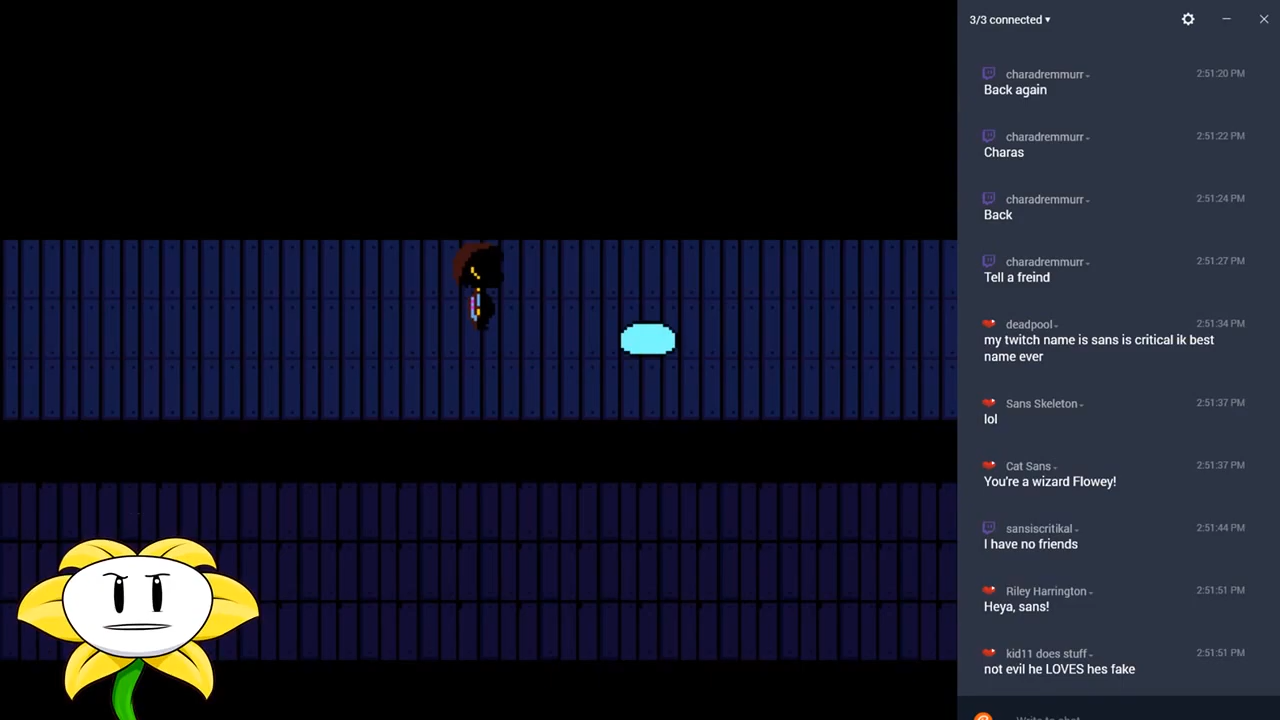 3/3 connected ▾
charadremmurr 2:51:20 PM
Back again
charadremmurr 2:51:22 PM
Charas
charadremmurr 2:51:24 PM
Back
charadremmurr 2:51:27 PM
Tell a freind
deadpool 2:51:34 PM
my twitch name is sans is critical ik best
name ever
Sans Skeleton 2:51:37 PM
lol
Cat Sans 2:51:37 PM
You're a wizard Flowey!
sansiscritikal 2:51:44 PM
I have no friends
Riley Harrington 2:51:51 PM
Heya, sans!
kid11 does stuff 2:51:51 PM
not evil he LOVES hes fake
Write to chat